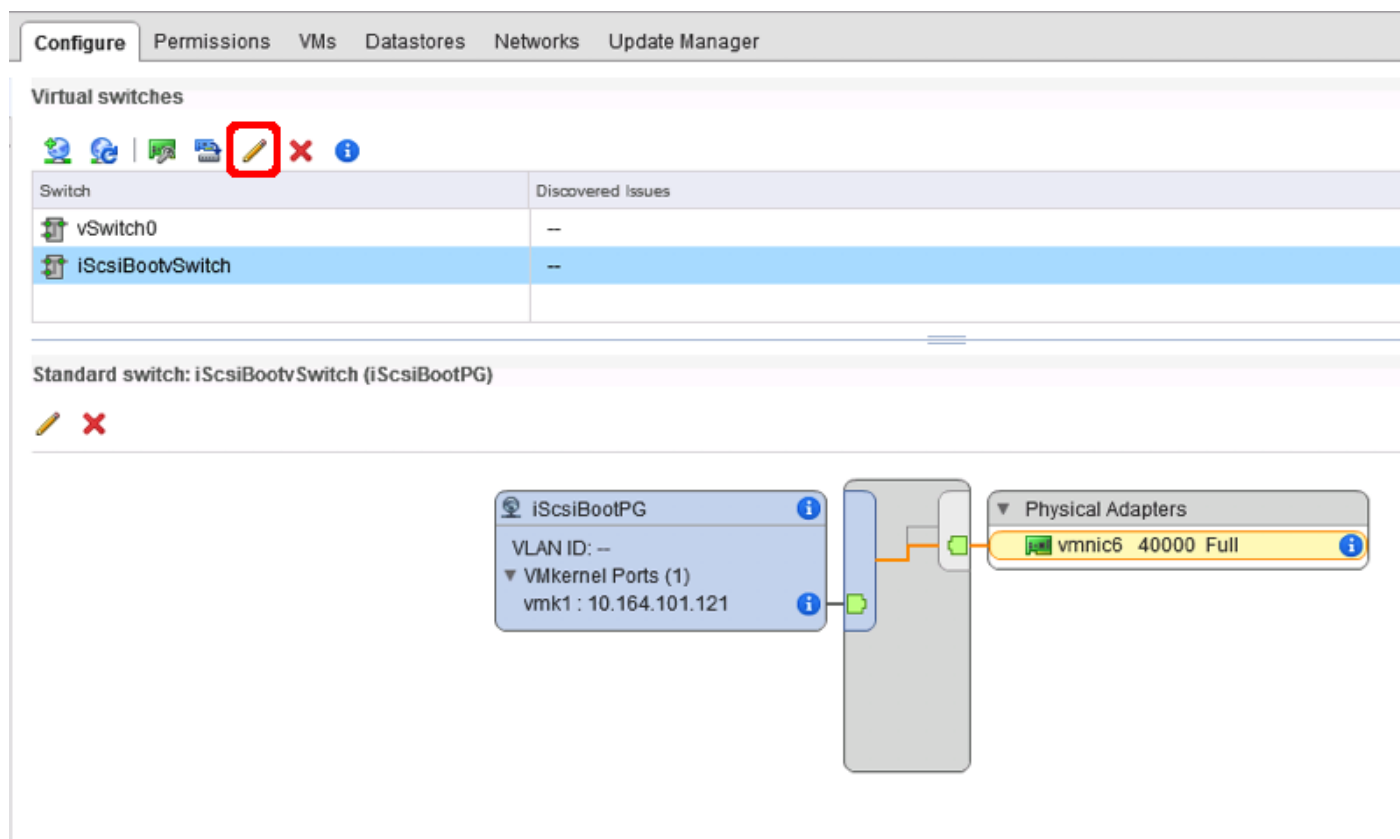 Configure Permissions VMs Datastores Networks Update Manager
Virtual switches
Switch Discovered Issues
vSwitch0 --
iScsiBootvSwitch --
Standard switch: iScsiBootvSwitch (iScsiBootPG)
iScsiBootPG
VLAN ID: --
VMkernel Ports (1)
vmk1 : 10.164.101.121
Physical Adapters
vmnic6 40000 Full